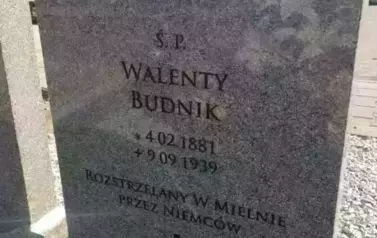 Ś. P.
WALENTY
BUDNIK
* 4.02.1881
+ 9.09.1939
ROZSTRZELANY W MIELNIE
PRZEZ NIEMCÓW